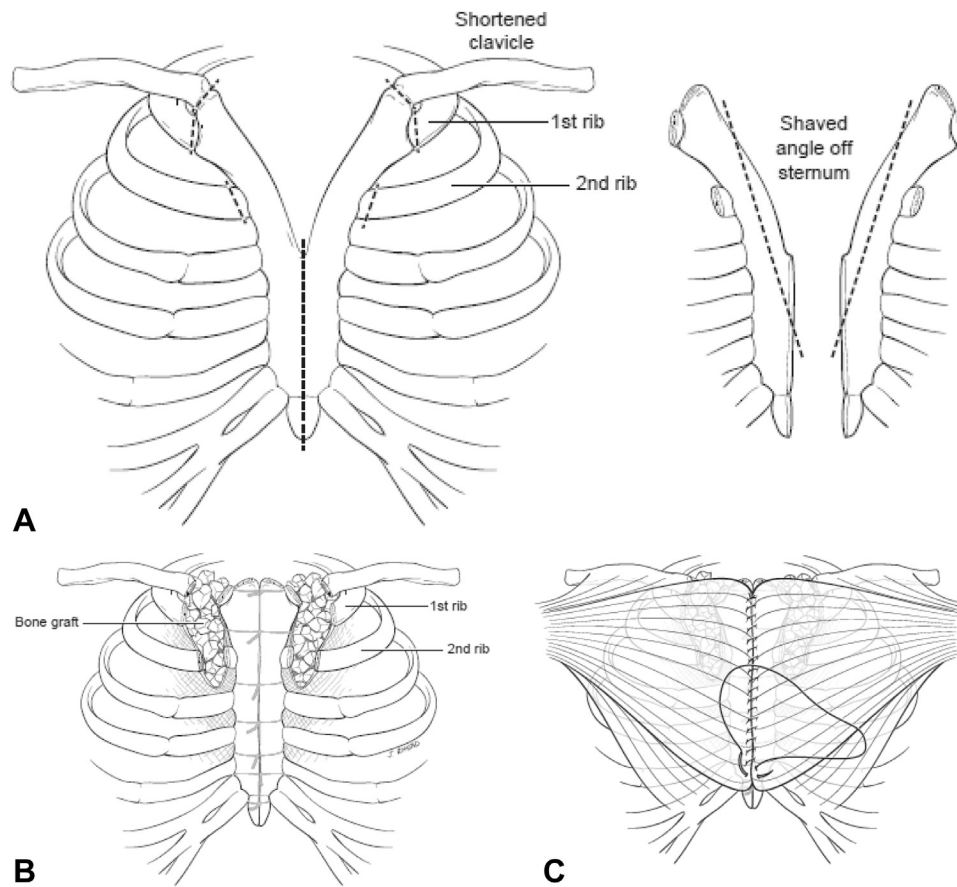 Shortened
clavicle
1st rib
2nd rib
Shaved
angle off
sternum
A
Bone graft
1st rib
2nd rib
B
C